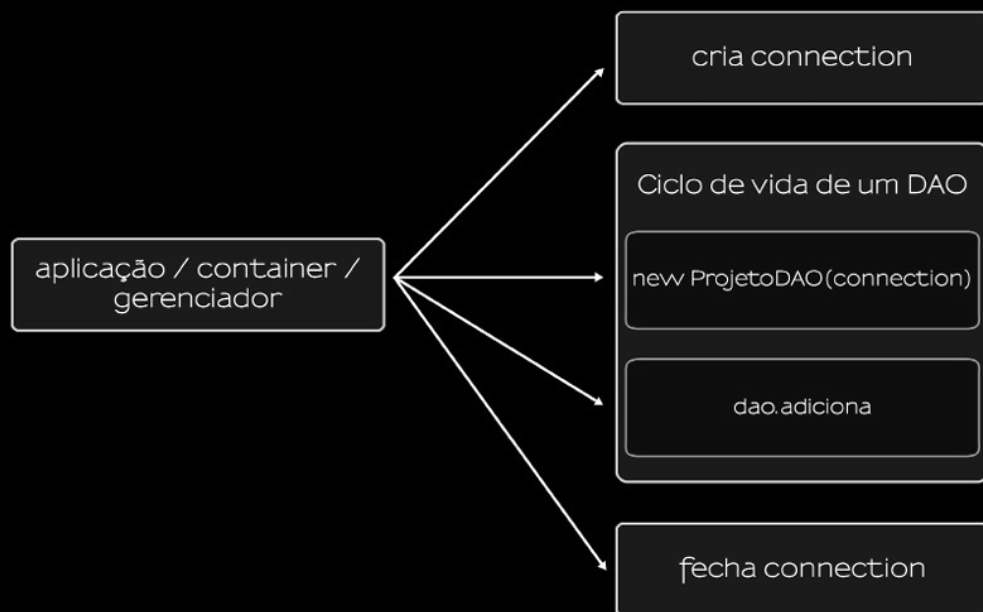 cria connection
Ciclo de vida de um DAO
aplicação / container /
gerenciador
new ProjetoDAO(connection)
dao.adiciona
fecha connection